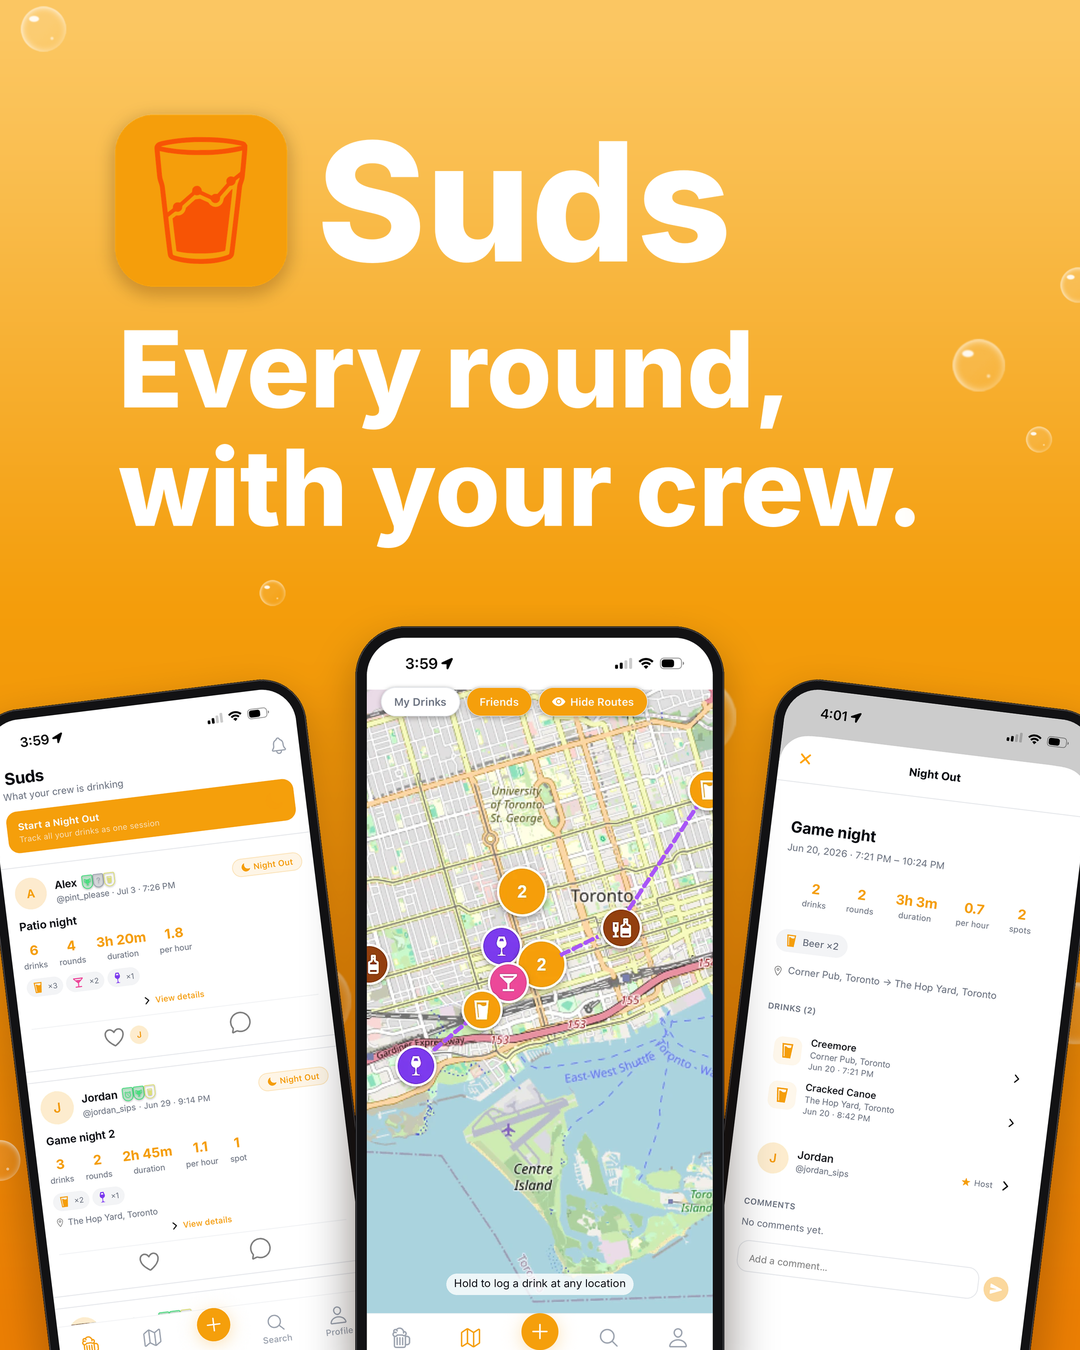 Suds
Every round,
with your crew.
3:59
Suds
What your crew is drinking
Start a Night Out
Track all your drinks as one session
A
Alex
Night Out
@pint_please · Jul 3 · 7:26 PM
Patio night
6 4 3h 20m 1.8
drinks rounds duration per hour
×3 ×2 ×1
View details
J
J
Jordan
Night Out
@jordan_sips · Jun 29 · 9:14 PM
Game night 2
3 2 2h 45m 1.1 1
drinks rounds duration per hour spot
×2 ×1
The Hop Yard, Toronto
View details
Search
Profile
3:59
My Drinks
Friends
Hide Routes
University
of Toronto
St. George
2
Toronto
2
155
153
153
Gardiner Expressway
East-West Shuttle
Toronto - W
Centre
Island
Toro
Island
Hold to log a drink at any location
4:01
Night Out
Game night
Jun 20, 2026 · 7:21 PM – 10:24 PM
2 2 3h 3m 0.7 2
drinks rounds duration per hour spots
Beer ×2
Corner Pub, Toronto → The Hop Yard, Toronto
DRINKS (2)
Creemore
Corner Pub, Toronto
Jun 20 · 7:21 PM
Cracked Canoe
The Hop Yard, Toronto
Jun 20 · 8:42 PM
J
Jordan
@jordan_sips
Host
COMMENTS
No comments yet.
Add a comment...